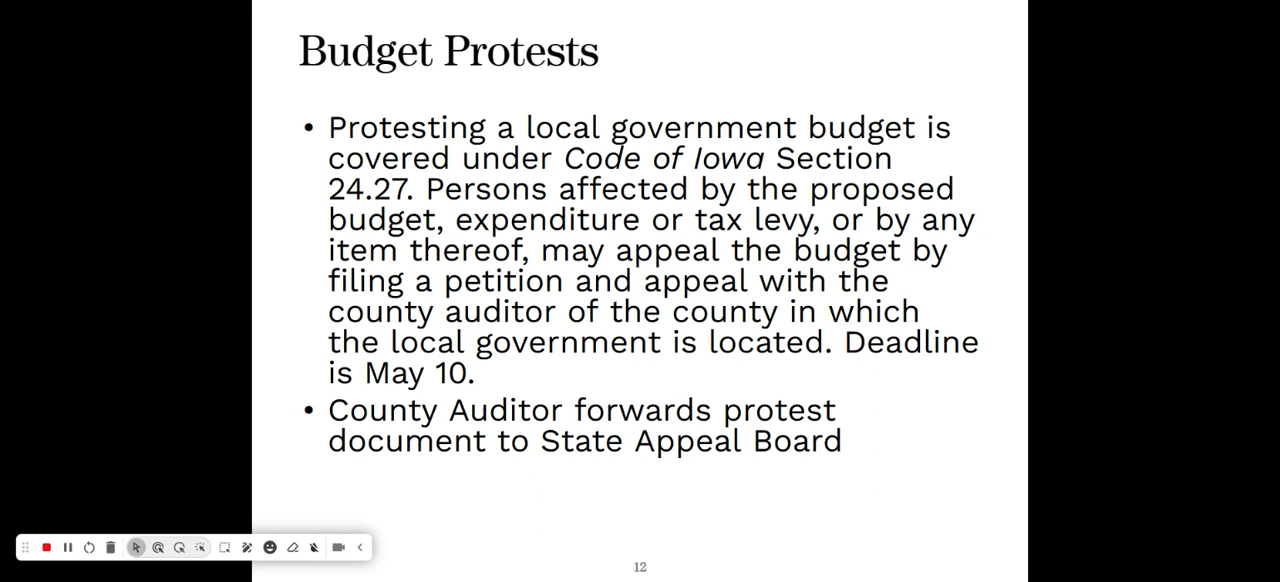 Budget Protests
• Protesting a local government budget is
covered under Code of Iowa Section
24.27. Persons affected by the proposed
budget, expenditure or tax levy, or by any
item thereof, may appeal the budget by
filing a petition and appeal with the
county auditor of the county in which
the local government is located. Deadline
is May 10.
• County Auditor forwards protest
document to State Appeal Board
12